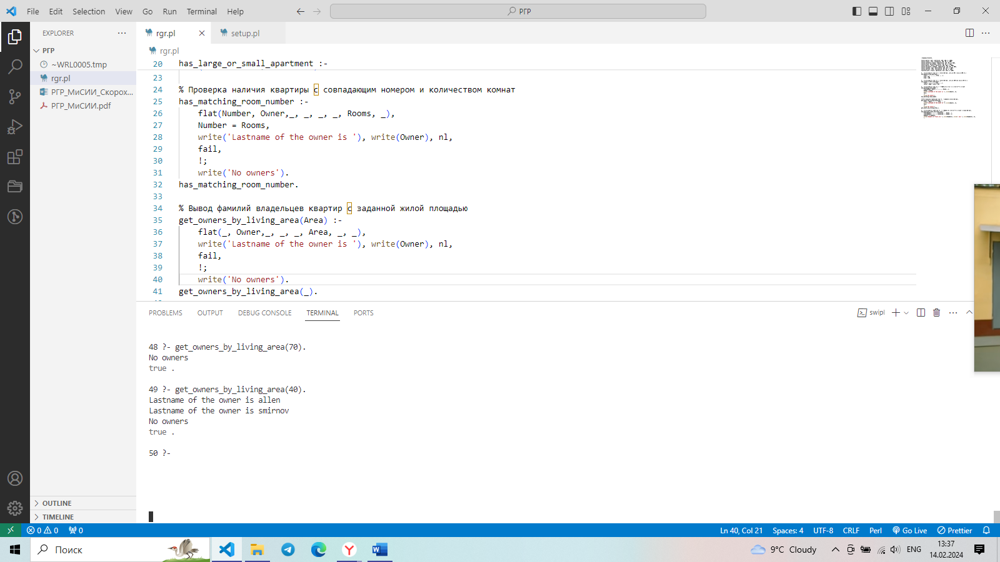 File Edit Selection View Go Run Terminal Help
РГР
EXPLORER
РГР
~WRL0005.tmp
rgr.pl
РГР_МиСИИ_Скорох...
РГР_МиСИИ.pdf
OUTLINE
TIMELINE
rgr.pl
setup.pl
rgr.pl
20 has_large_or_small_apartment :-
23
24 % Проверка наличия квартиры с совпадающим номером и количеством комнат
25 has_matching_room_number :-
26 flat(Number, Owner,_, _, _, _, Rooms, _),
27 Number = Rooms,
28 write('Lastname of the owner is '), write(Owner), nl,
29 fail,
30 !;
31 write('No owners').
32 has_matching_room_number.
33
34 % Вывод фамилий владельцев квартир с заданной жилой площадью
35 get_owners_by_living_area(Area) :-
36 flat(_, Owner,_, _, _, Area, _, _),
37 write('Lastname of the owner is '), write(Owner), nl,
38 fail,
39 !;
40 write('No owners').
41 get_owners_by_living_area(_).
PROBLEMS OUTPUT DEBUG CONSOLE TERMINAL PORTS
swipl
48 ?- get_owners_by_living_area(70).
No owners
true .
49 ?- get_owners_by_living_area(40).
Lastname of the owner is allen
Lastname of the owner is smirnov
No owners
true .
50 ?-
0 0 0
Ln 40, Col 21 Spaces: 4 UTF-8 CRLF Perl Go Live Prettier
Поиск
9°C Cloudy
ENG
13:37
14.02.2024